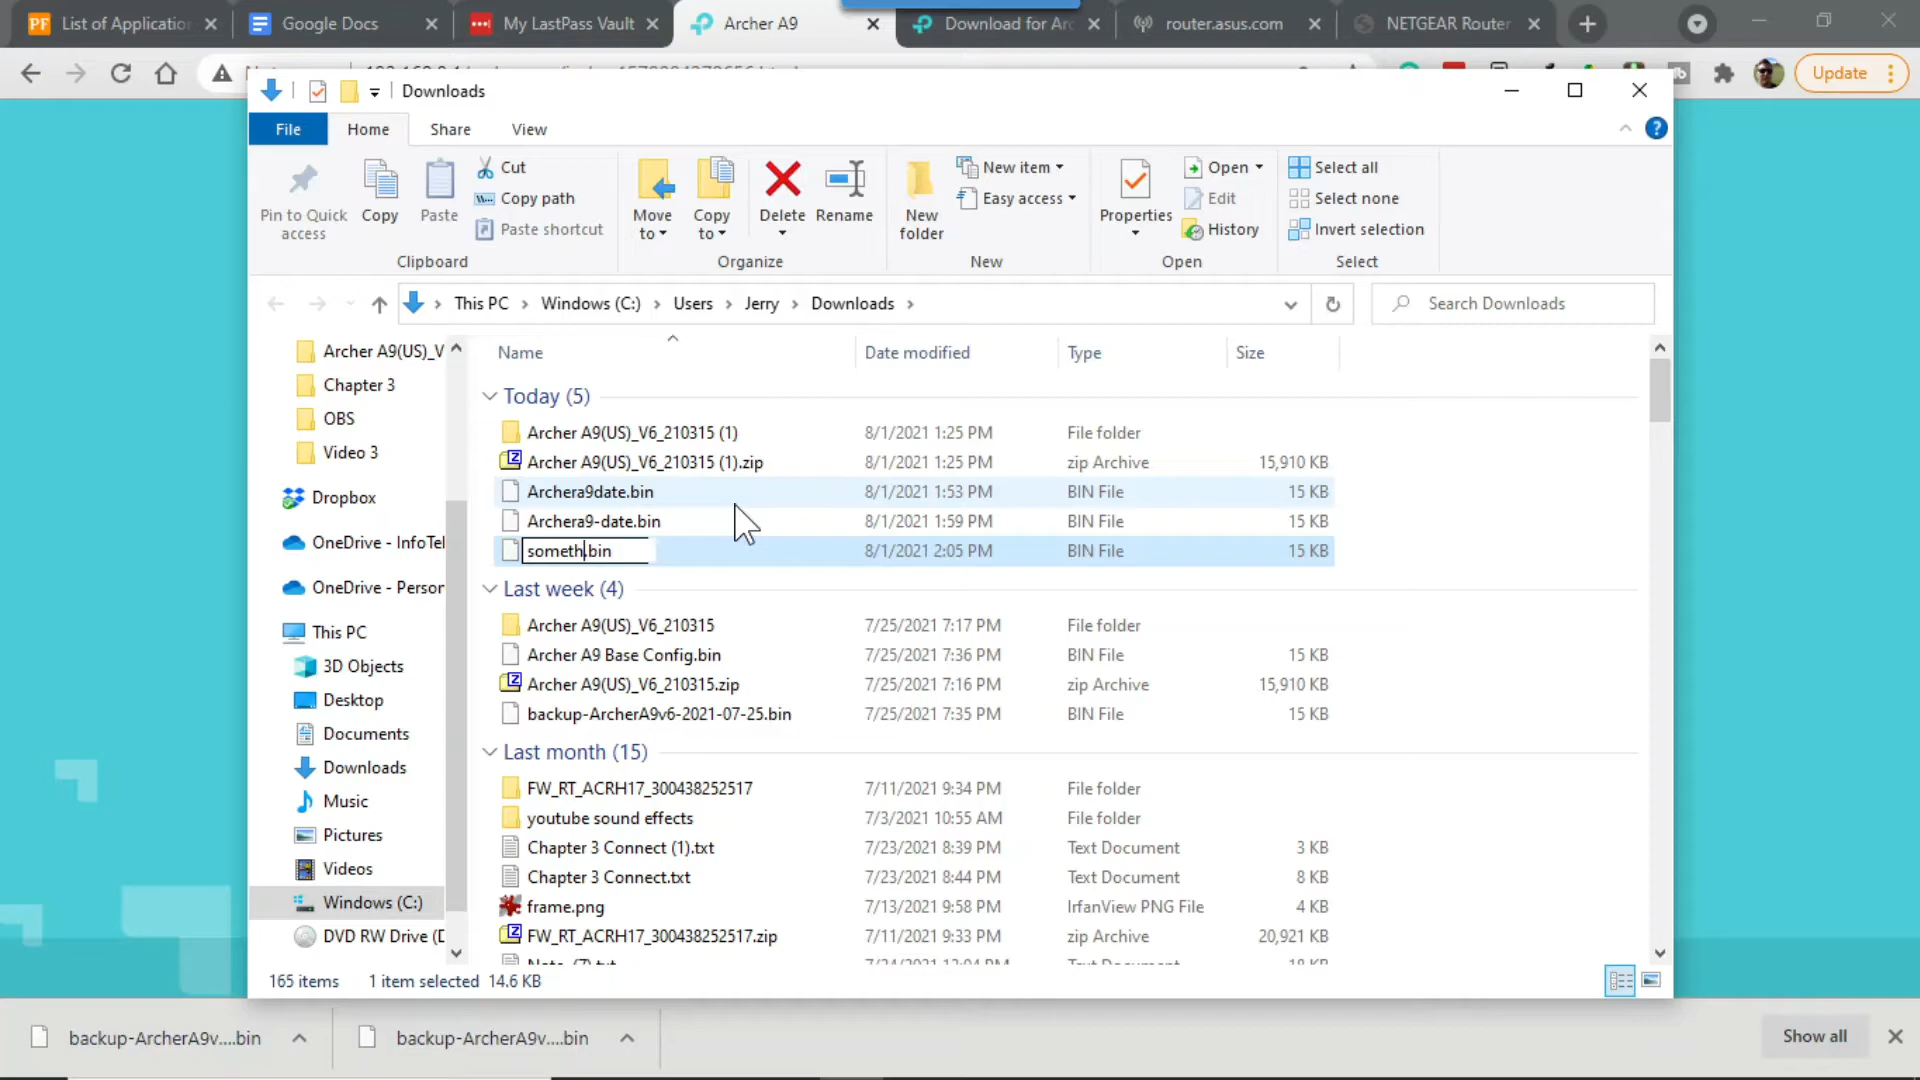 List of Applicatio
Google Docs
My LastPass Vault
Archer A9
Download for Arc
router.asus.com
NETGEAR Router
Update
Downloads
File
Home
Share
View
Pin to Quick
access
Copy
Paste
Cut
Copy path
Paste shortcut
Clipboard
Move
to
Copy
to
Delete
Rename
Organize
New
folder
New item
Easy access
New
Properties
Open
Edit
History
Open
Select all
Select none
Invert selection
Select
This PC > Windows (C:) > Users > Jerry > Downloads >
Search Downloads
Archer A9(US)_V
Chapter 3
OBS
Video 3
Dropbox
OneDrive - InfoTel
OneDrive - Person
This PC
3D Objects
Desktop
Documents
Downloads
Music
Pictures
Videos
Windows (C:)
DVD RW Drive (D
Name Date modified Type Size
Today (5)
Archer A9(US)_V6_210315 (1) 8/1/2021 1:25 PM File folder
Archer A9(US)_V6_210315 (1).zip 8/1/2021 1:25 PM zip Archive 15,910 KB
Archera9date.bin 8/1/2021 1:53 PM BIN File 15 KB
Archera9-date.bin 8/1/2021 1:59 PM BIN File 15 KB
someth.bin 8/1/2021 2:05 PM BIN File 15 KB
Last week (4)
Archer A9(US)_V6_210315 7/25/2021 7:17 PM File folder
Archer A9 Base Config.bin 7/25/2021 7:36 PM BIN File 15 KB
Archer A9(US)_V6_210315.zip 7/25/2021 7:16 PM zip Archive 15,910 KB
backup-ArcherA9v6-2021-07-25.bin 7/25/2021 7:35 PM BIN File 15 KB
Last month (15)
FW_RT_ACRH17_300438252517 7/11/2021 9:34 PM File folder
youtube sound effects 7/3/2021 10:55 AM File folder
Chapter 3 Connect (1).txt 7/23/2021 8:39 PM Text Document 3 KB
Chapter 3 Connect.txt 7/23/2021 8:44 PM Text Document 8 KB
frame.png 7/13/2021 9:58 PM IrfanView PNG File 4 KB
FW_RT_ACRH17_300438252517.zip 7/11/2021 9:33 PM zip Archive 20,921 KB
165 items 1 item selected 14.6 KB
backup-ArcherA9v....bin
backup-ArcherA9v....bin
Show all